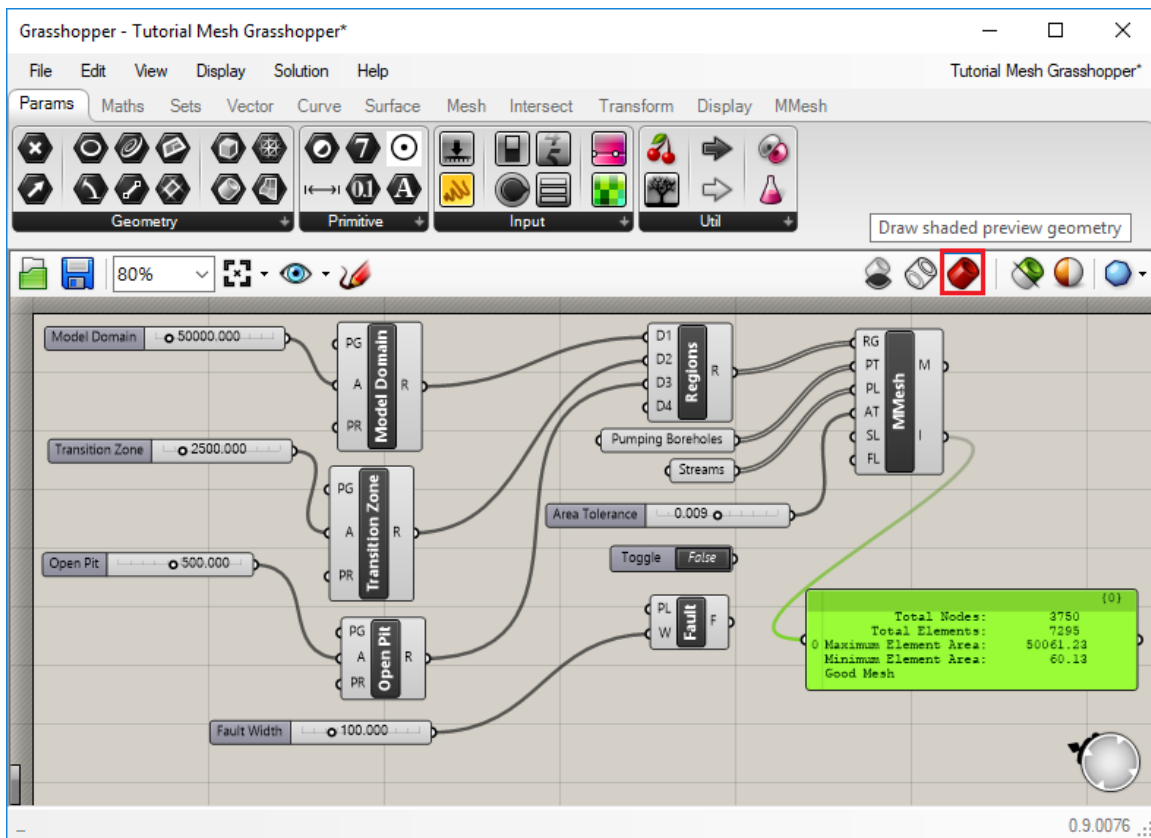 Grasshopper - Tutorial Mesh Grasshopper*
File Edit View Display Solution Help Tutorial Mesh Grasshopper*
Params Maths Sets Vector Curve Surface Mesh Intersect Transform Display MMesh
7
0.1 A
Geometry Primitive Input Util
Draw shaded preview geometry
80%
Model Domain 50000.000
PG
A
PR
Model Domain
R
Transition Zone 2500.000
PG
A
PR
Transition Zone
R
Open Pit 500.000
PG
A
PR
Open Pit
R
Fault Width 100.000
D1
D2
D3
D4
Regions
R
Pumping Boreholes
Streams
Area Tolerance 0.009
Toggle False
PL
W
Fault
F
RG
PT
PL
AT
SL
FL
MMesh
M
I
{0}
Total Nodes: 3750
Total Elements: 7295
0 Maximum Element Area: 50061.23
Minimum Element Area: 60.13
Good Mesh
0.9.0076